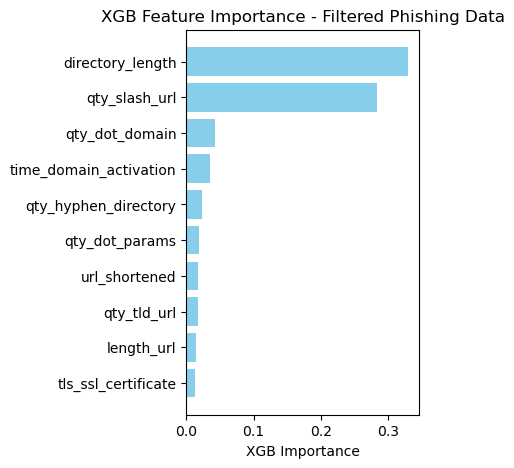 XGB Feature Importance - Filtered Phishing Data
directory_length
qty_slash_url
qty_dot_domain
time_domain_activation
qty_hyphen_directory
qty_dot_params
url_shortened
qty_tld_url
length_url
tls_ssl_certificate
0.0 0.1 0.2 0.3
XGB Importance